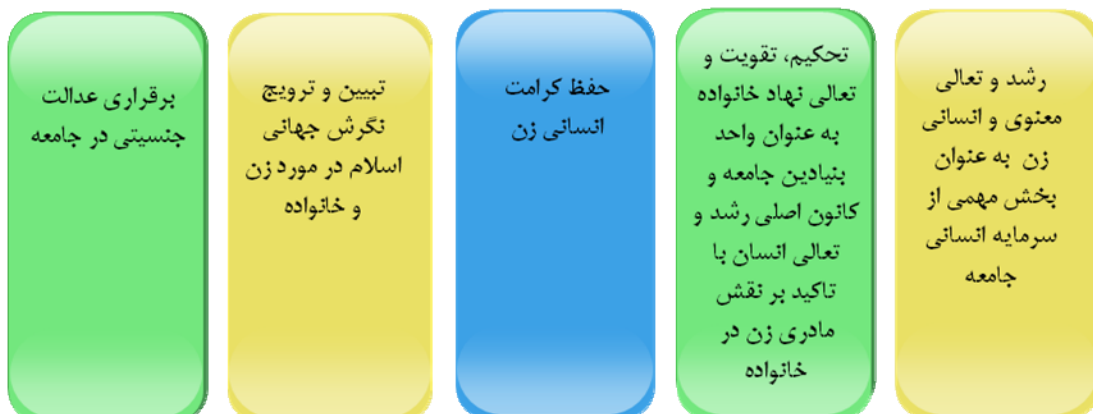 رشد و تعالی
معنوی و انسانی
زن به عنوان
بخش مهمی از
سرمایه انسانی
جامعه
تحکیم، تقویت و
تعالی نهاد خانواده
به عنوان واحد
بنیادین جامعه و
کانون اصلی رشد و
تعالی انسان با
تاکید بر نقش
مادری زن در
خانواده
حفظ کرامت
انسانی زن
تبیین و ترویج
نگرش جهانی
اسلام در مورد زن
و خانواده
برقراری عدالت
جنسیتی در جامعه